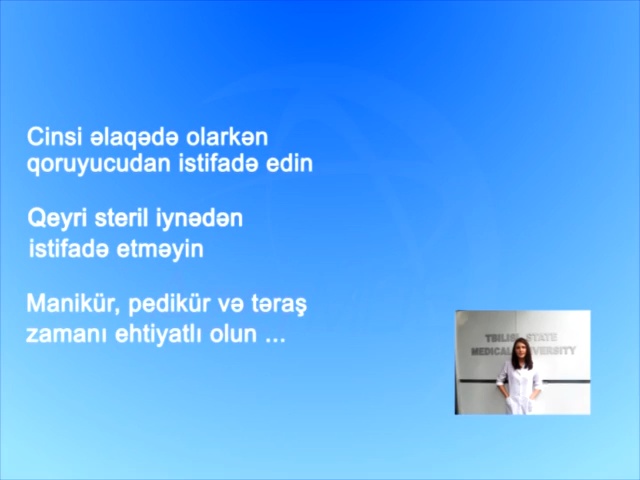 Cinsi əlaqədə olarkən
qoruyucudan istifadə edin
Qeyri steril iynədən
istifadə etməyin
Manikür, pedikür və təraş
zamanı ehtiyatlı olun ...
TBILISI STATE
MEDICAL UNIVERSITY